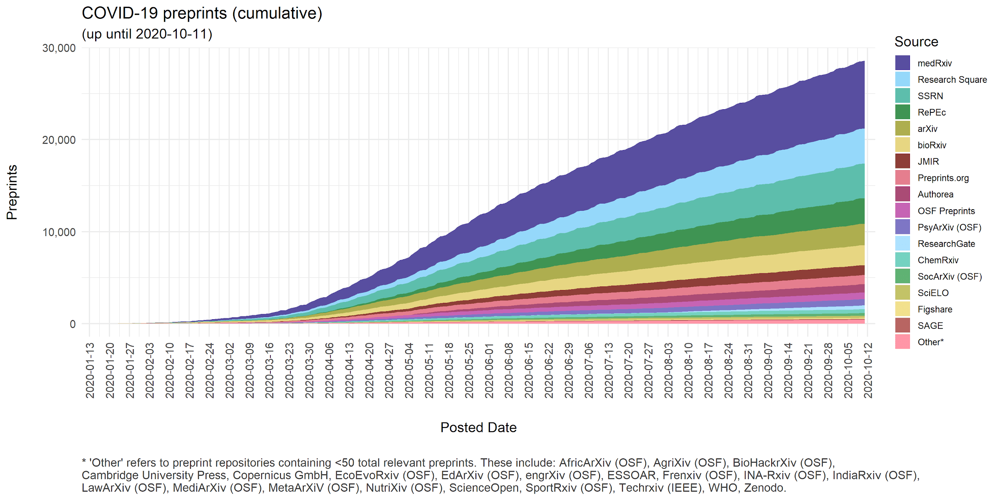 COVID-19 preprints (cumulative)
(up until 2020-10-11)
30,000
20,000
10,000
0
Preprints
2020-01-13
2020-01-20
2020-01-27
2020-02-03
2020-02-10
2020-02-17
2020-02-24
2020-03-02
2020-03-09
2020-03-16
2020-03-23
2020-03-30
2020-04-06
2020-04-13
2020-04-20
2020-04-27
2020-05-04
2020-05-11
2020-05-18
2020-05-25
2020-06-01
2020-06-08
2020-06-15
2020-06-22
2020-06-29
2020-07-06
2020-07-13
2020-07-20
2020-07-27
2020-08-03
2020-08-10
2020-08-17
2020-08-24
2020-08-31
2020-09-07
2020-09-14
2020-09-21
2020-09-28
2020-10-05
2020-10-12
Posted Date
Source
medRxiv
Research Square
SSRN
RePEc
arXiv
bioRxiv
JMIR
Preprints.org
Authorea
OSF Preprints
PsyArXiv (OSF)
ResearchGate
ChemRxiv
SocArXiv (OSF)
SciELO
Figshare
SAGE
Other*
* 'Other' refers to preprint repositories containing <50 total relevant preprints. These include: AfricArXiv (OSF), AgriXiv (OSF), BioHackrXiv (OSF),
Cambridge University Press, Copernicus GmbH, EcoEvoRxiv (OSF), EdArXiv (OSF), engrXiv (OSF), ESSOAR, Frenxiv (OSF), INA-Rxiv (OSF), IndiaRxiv (OSF),
LawArXiv (OSF), MediArXiv (OSF), MetaArXiV (OSF), NutriXiv (OSF), ScienceOpen, SportRxiv (OSF), Techrxiv (IEEE), WHO, Zenodo.